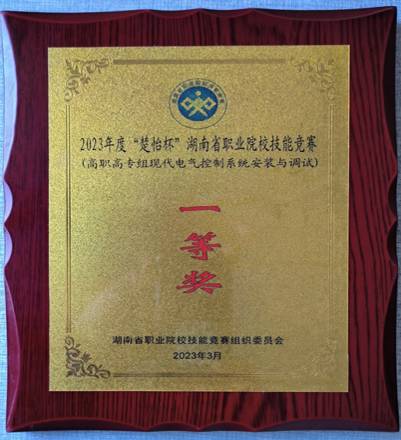 2023年度“楚怡杯”湖南省职业院校技能竞赛
(高职高专组现代电气控制系统安装与调试)
一
等
奖
湖南省职业院校技能竞赛组织委员会
2023年3月